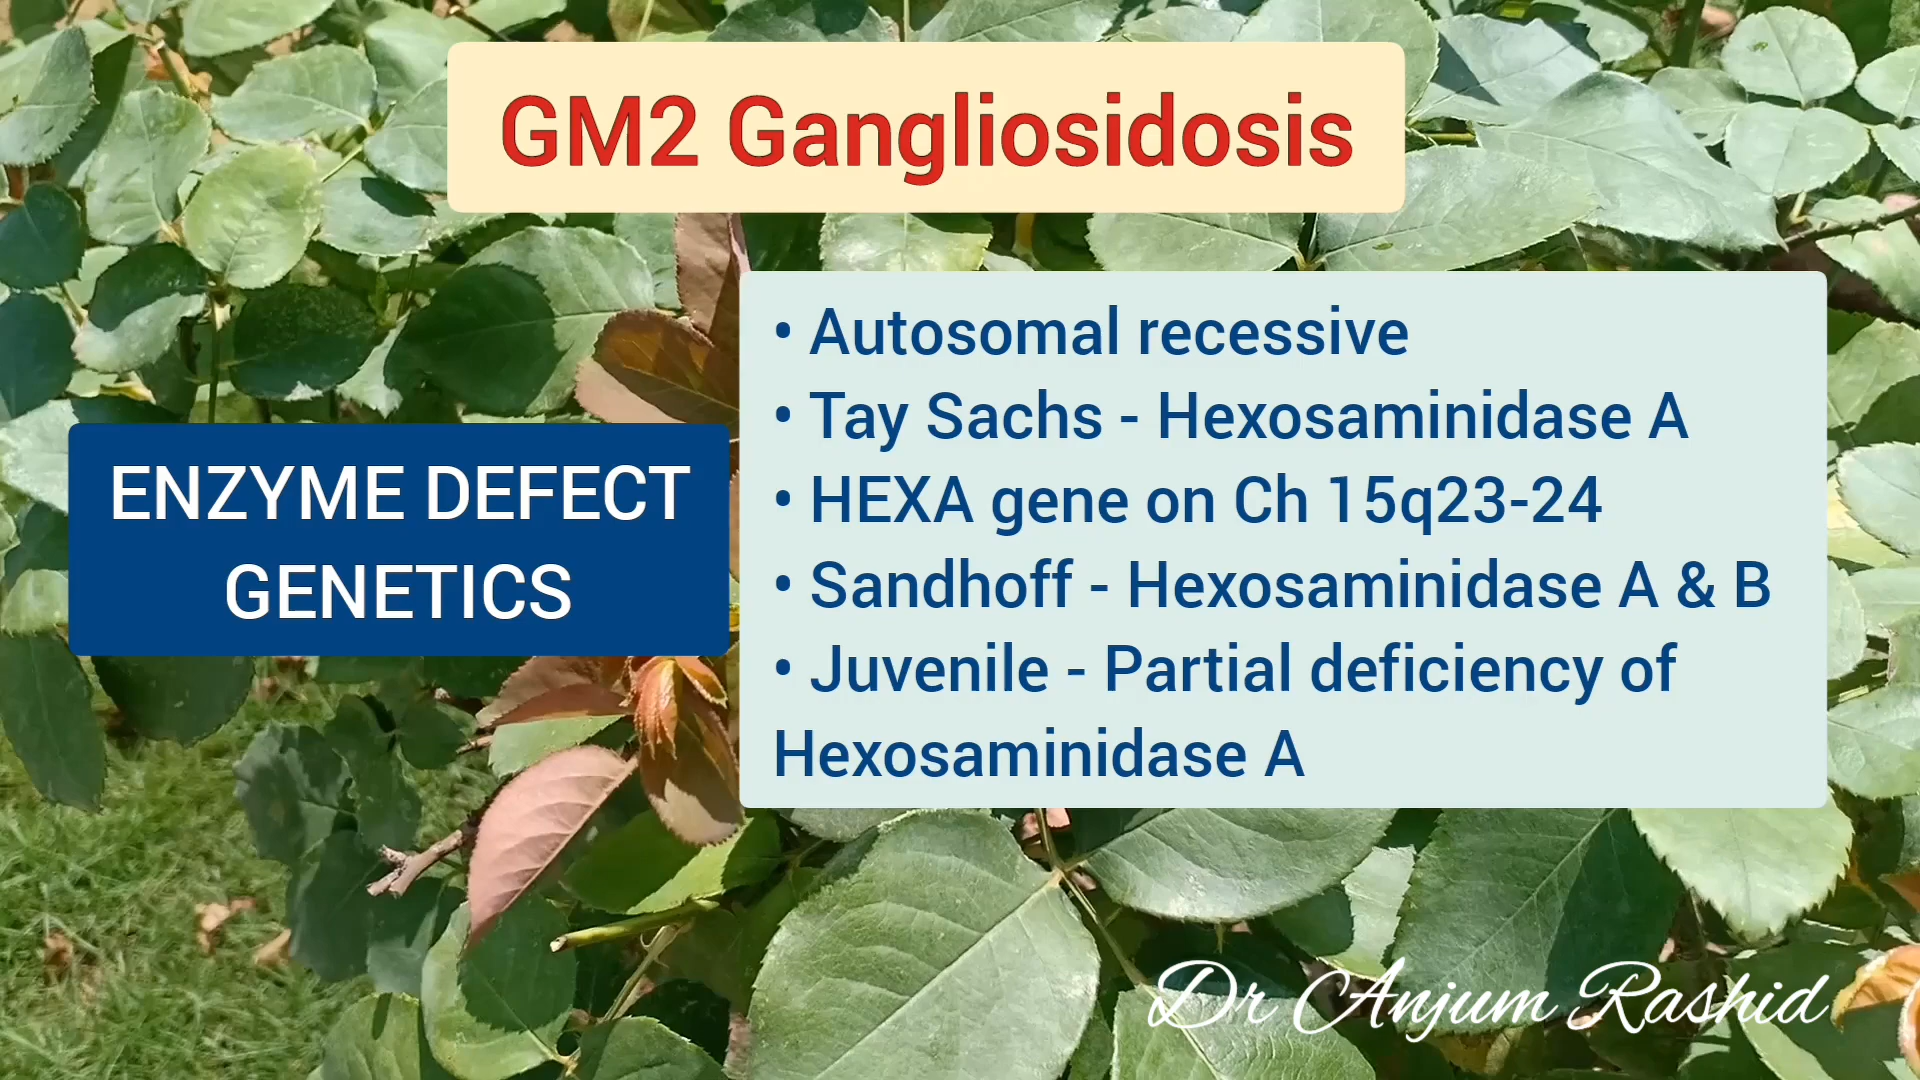 GM2 Gangliosidosis
ENZYME DEFECT
GENETICS
• Autosomal recessive
• Tay Sachs - Hexosaminidase A
• HEXA gene on Ch 15q23-24
• Sandhoff - Hexosaminidase A & B
• Juvenile - Partial deficiency of
Hexosaminidase A
Dr Anjum Rashid